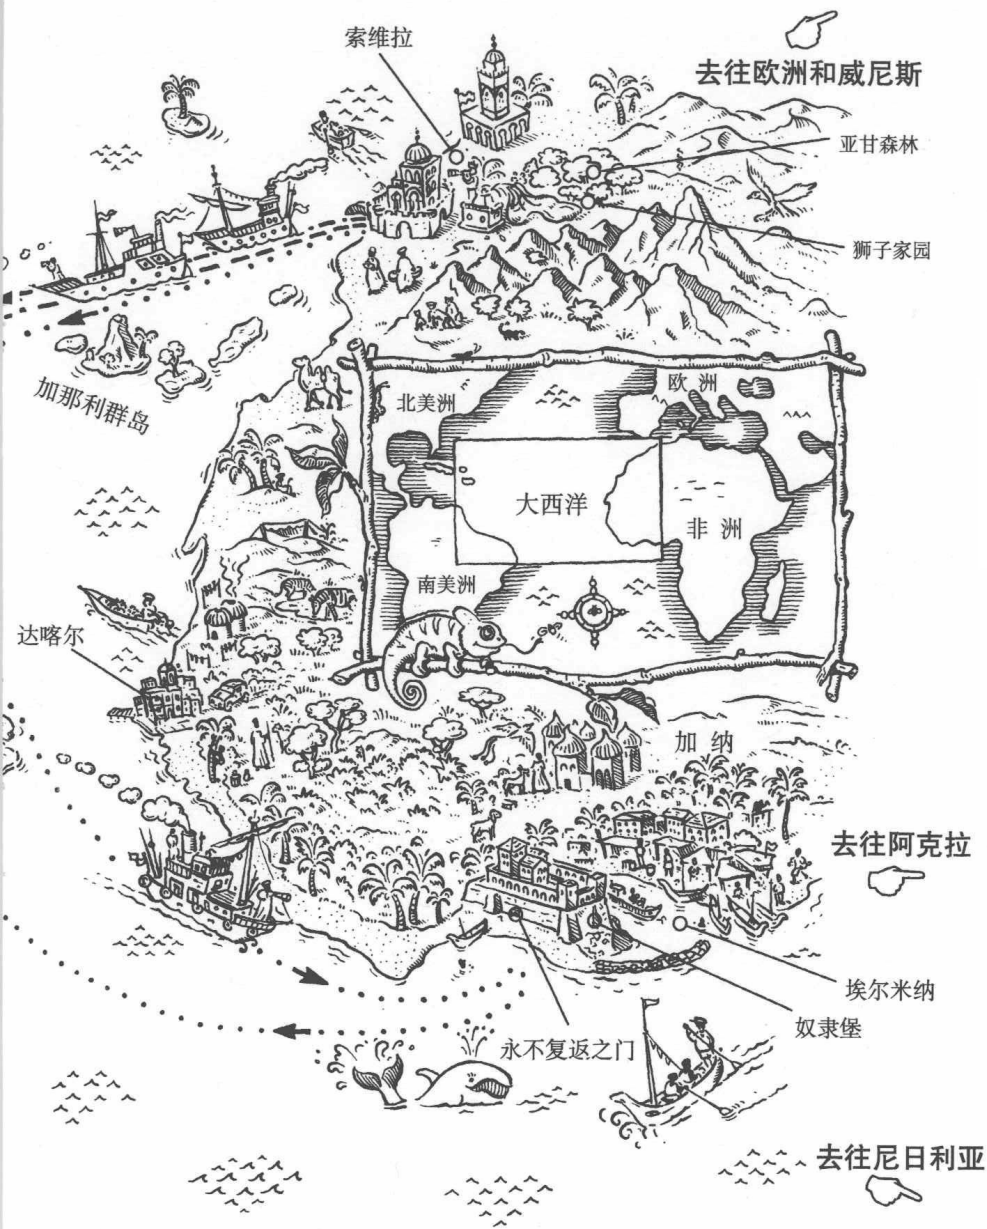 索维拉
去往欧洲和威尼斯
亚甘森林
狮子家园
加那利群岛
北美洲
欧洲
大西洋
非洲
南美洲
达喀尔
加纳
去往阿克拉
埃尔米纳
奴隶堡
永不复返之门
去往尼日利亚